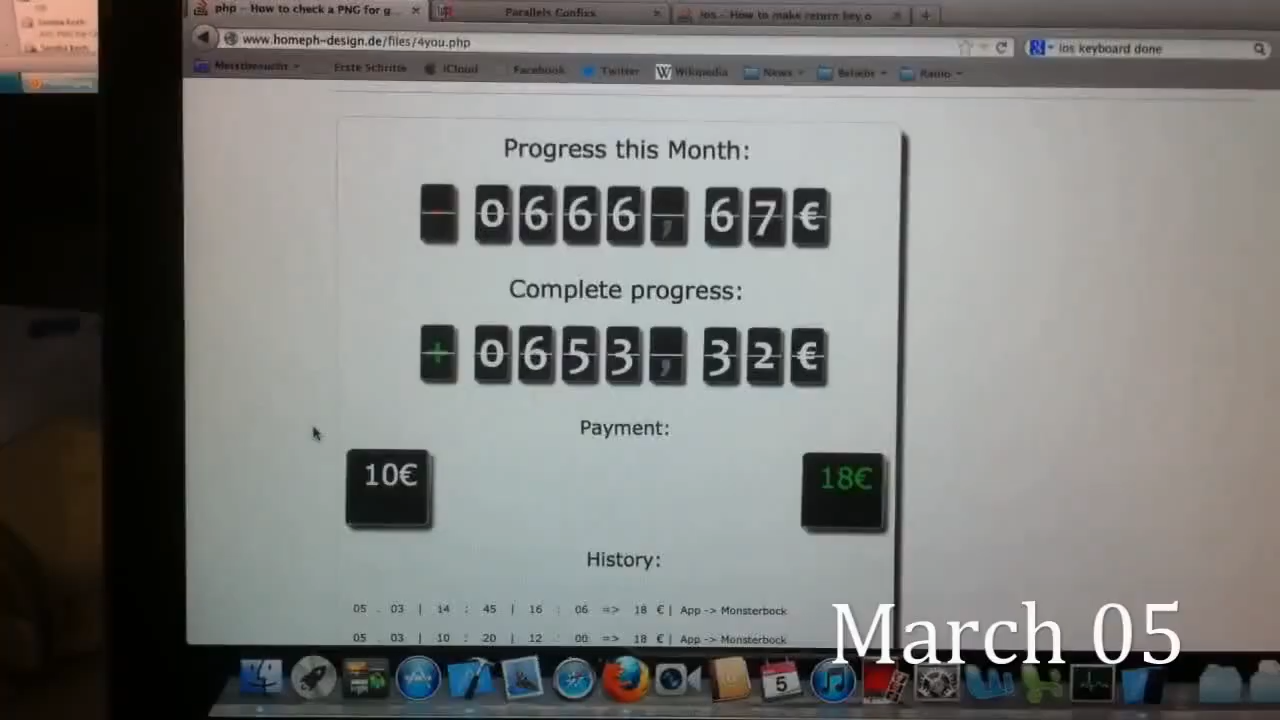 php – How to check a PNG for g...
Parallels Confixx
ios – How to make return key o
www.homeph-design.de/files/4you.php
ios keyboard done
Meistbesucht
Erste Schritte
iCloud
Facebook
Twitter
Wikipedia
News
Beliebt
Radio
Progress this Month:
– 0666,67€
Complete progress:
+ 0653,32€
Payment:
10€
18€
History:
05 . 03 | 14 : 45 | 16 : 06 => 18 € | App -> Monsterbock
05 . 03 | 10 : 20 | 12 : 00 => 18 € | App -> Monsterbock
March 05
5